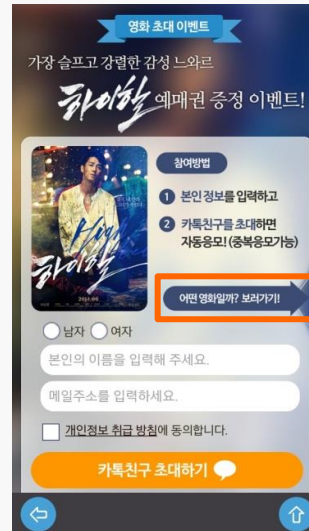 영화 초대 이벤트
가장 슬프고 강렬한 감성 느와르
하이힐 예매권 증정 이벤트!
참여방법
1 본인 정보를 입력하고
2 카톡친구를 초대하면
자동응모! (중복응모가능)
High
하이힐
2014.06
어떤 영화일까? 보러가기!
남자 여자
본인의 이름을 입력해 주세요.
메일주소를 입력하세요.
개인정보 취급 방침에 동의합니다.
카톡친구 초대하기